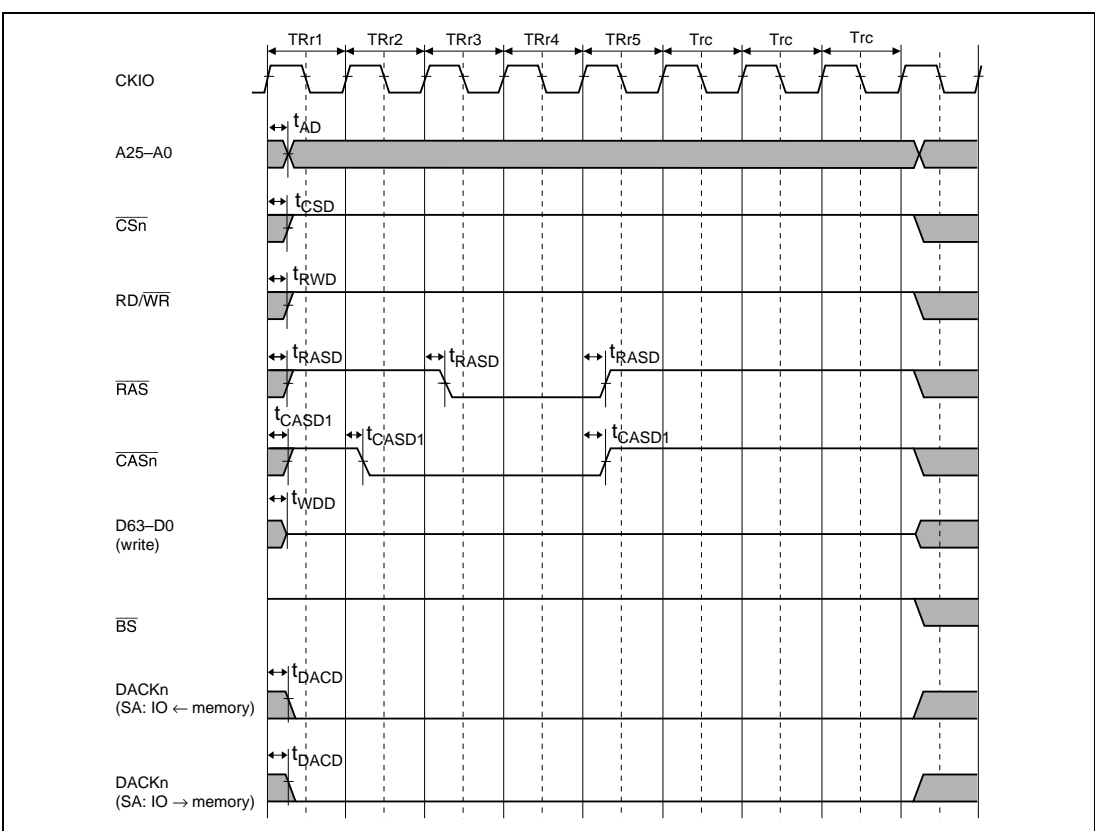 TRr1 TRr2 TRr3 TRr4 TRr5 Trc Trc Trc
CKIO
tAD
A25–A0
tCSD
CSn
tRWD
RD/WR
tRASD tRASD tRASD
RAS
tCASD1 tCASD1 tCASD1
CASn
tWDD
D63–D0
(write)
BS
tDACD
DACKn
(SA: IO ← memory)
tDACD
DACKn
(SA: IO → memory)